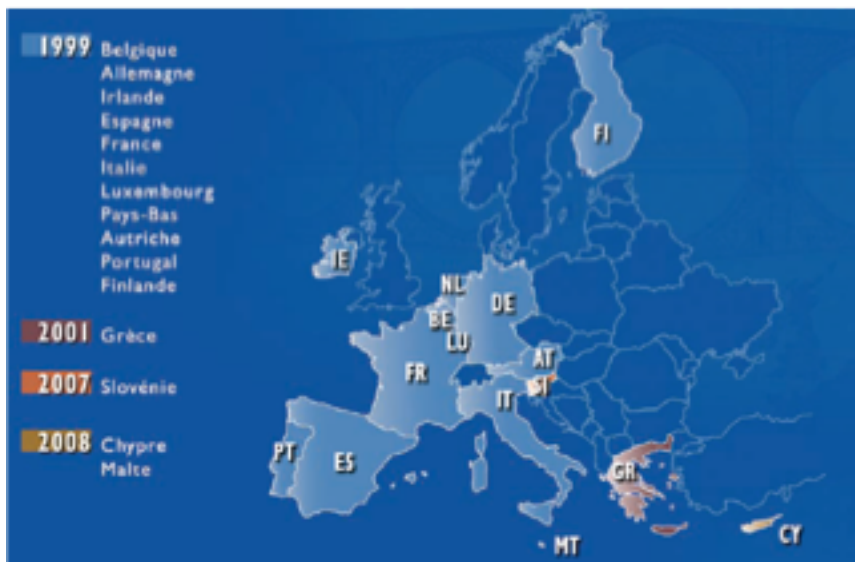 1999 Belgique
Allemagne
Irlande
Espagne
France
Italie
Luxembourg
Pays-Bas
Autriche
Portugal
Finlande
2001 Grèce
2007 Slovénie
2008 Chypre
Malte
FI
IE
NL
DE
BE
LU
AT
FR
SI
IT
PT
ES
GR
MT
CY